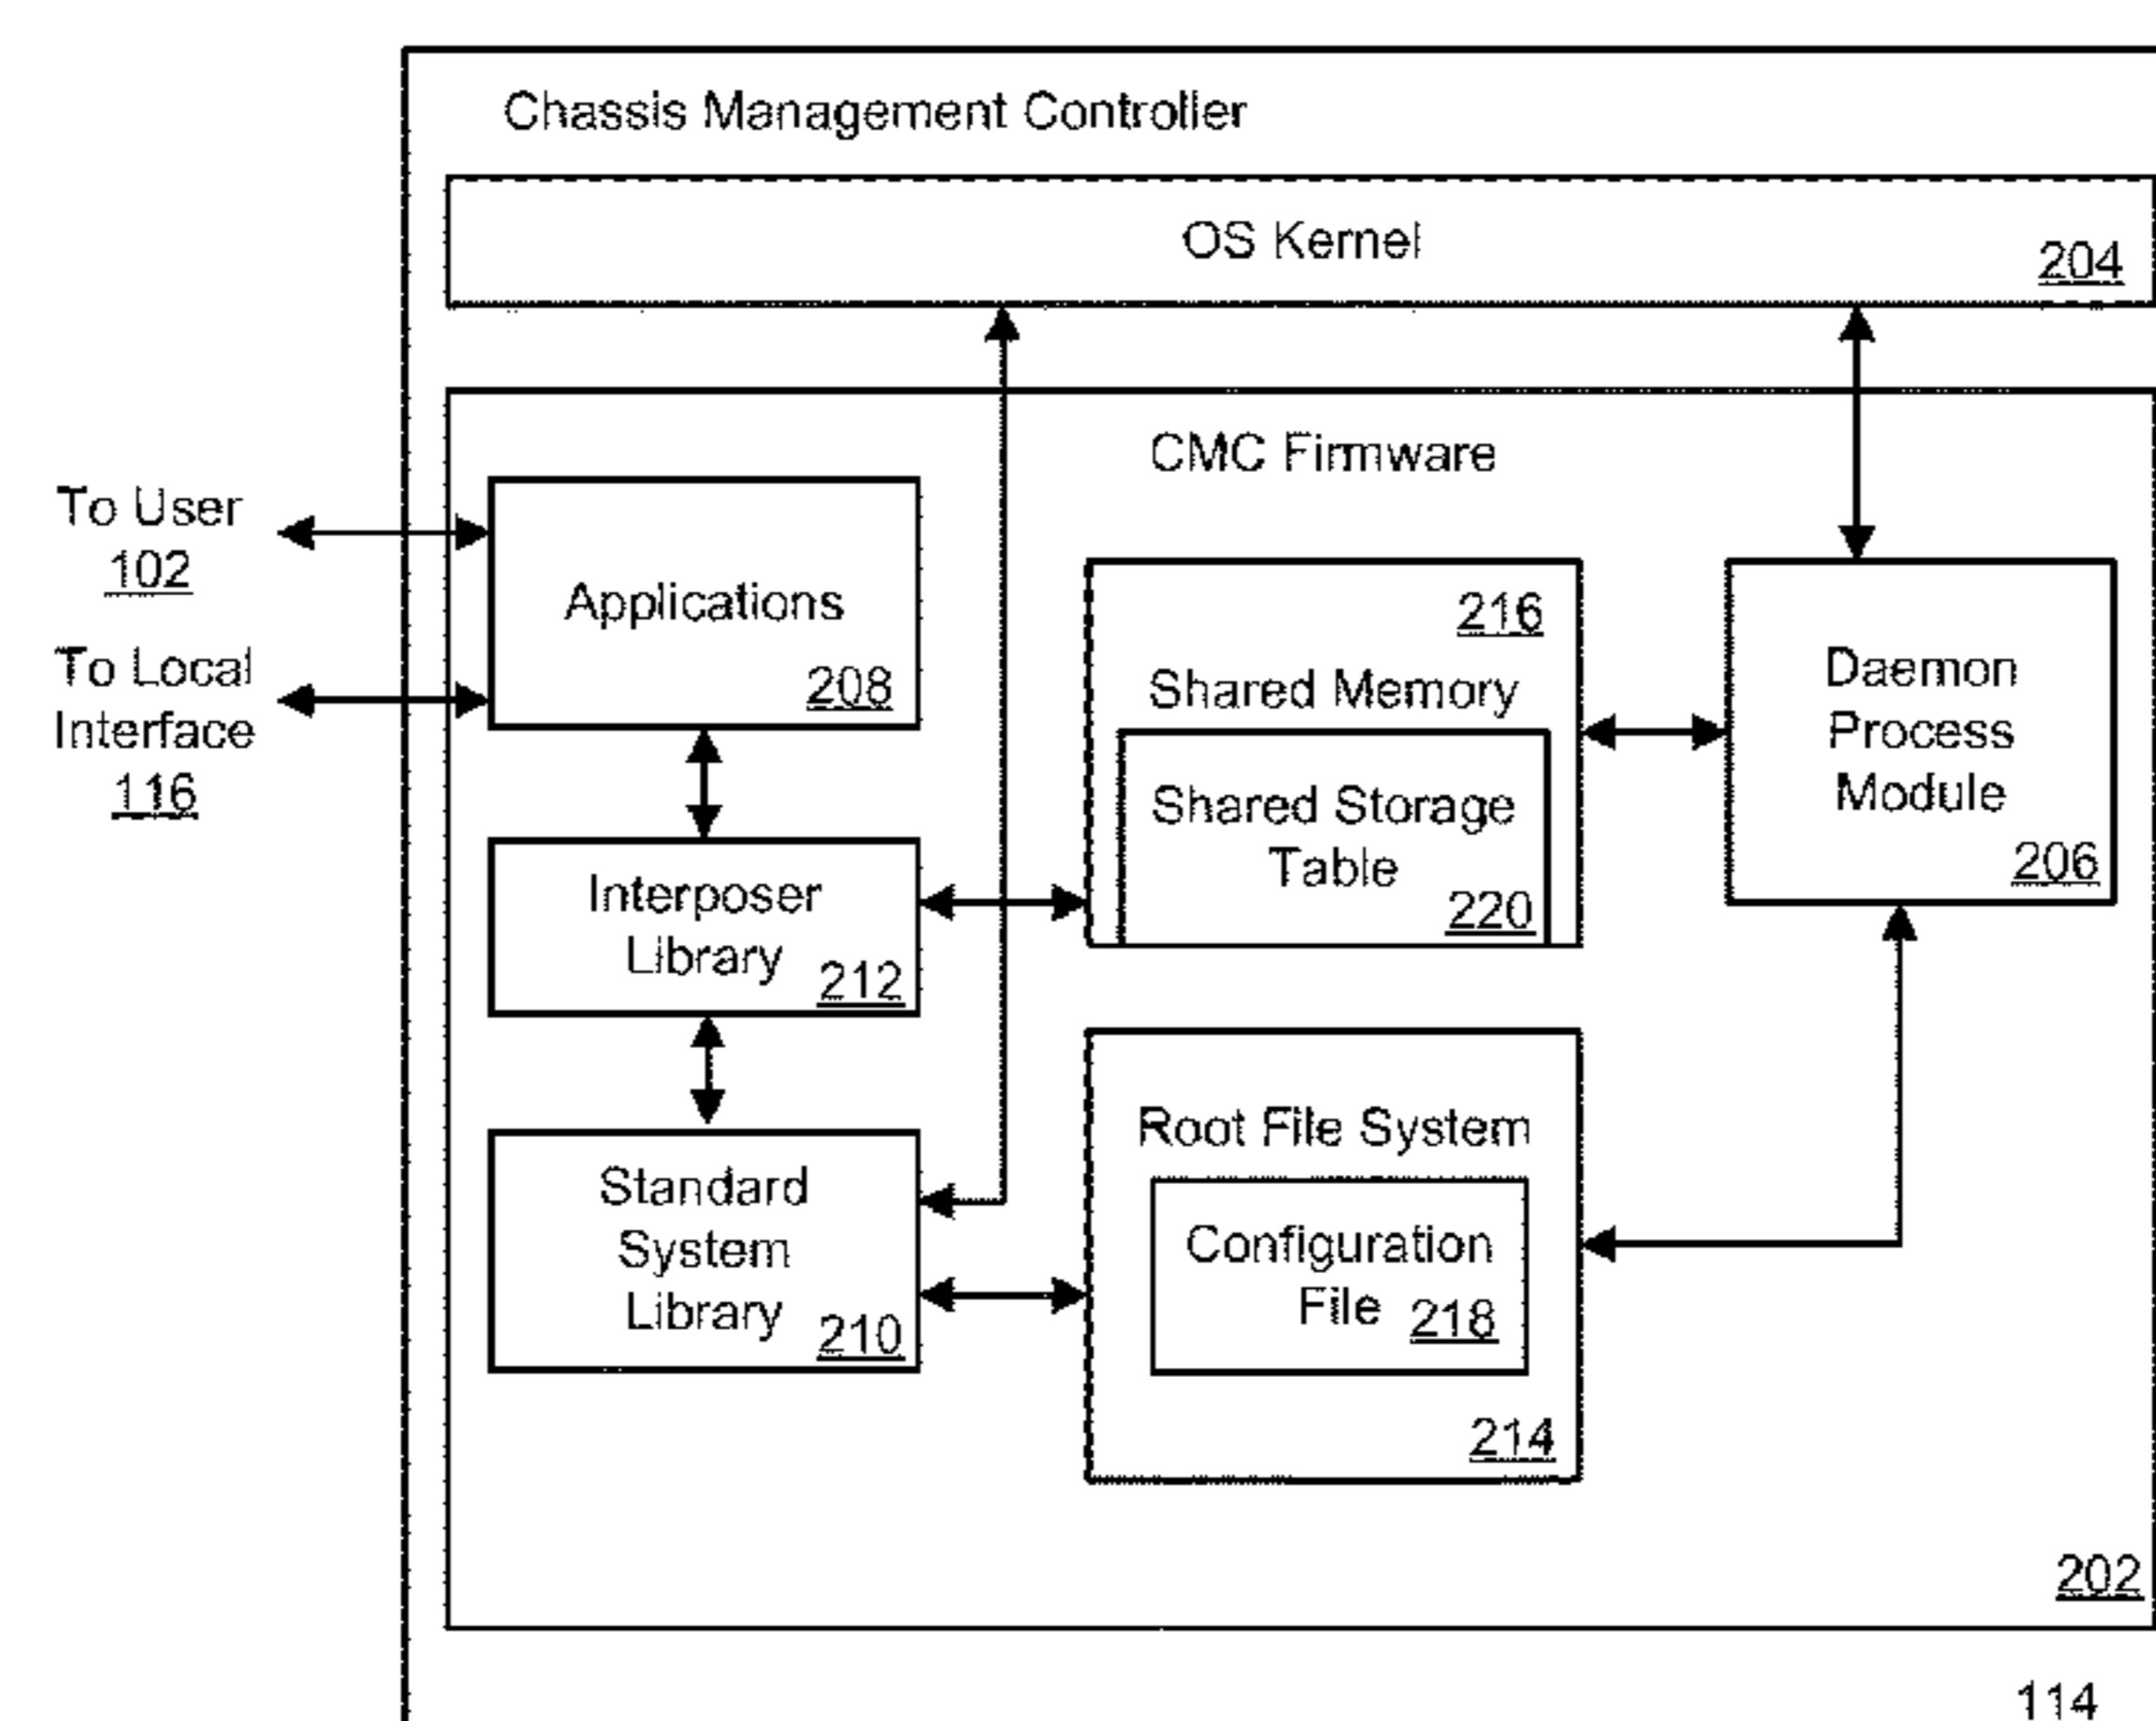 Chassis Management Controller
OS Kernel
204
CMC Firmware
To User
102
To Local
Interface
116
Applications
208
216
Shared Memory
Shared Storage
Table
220
Daemon
Process
Module
206
Interposer
Library
212
Standard
System
Library
210
Root File System
Configuration
File 218
214
202
114